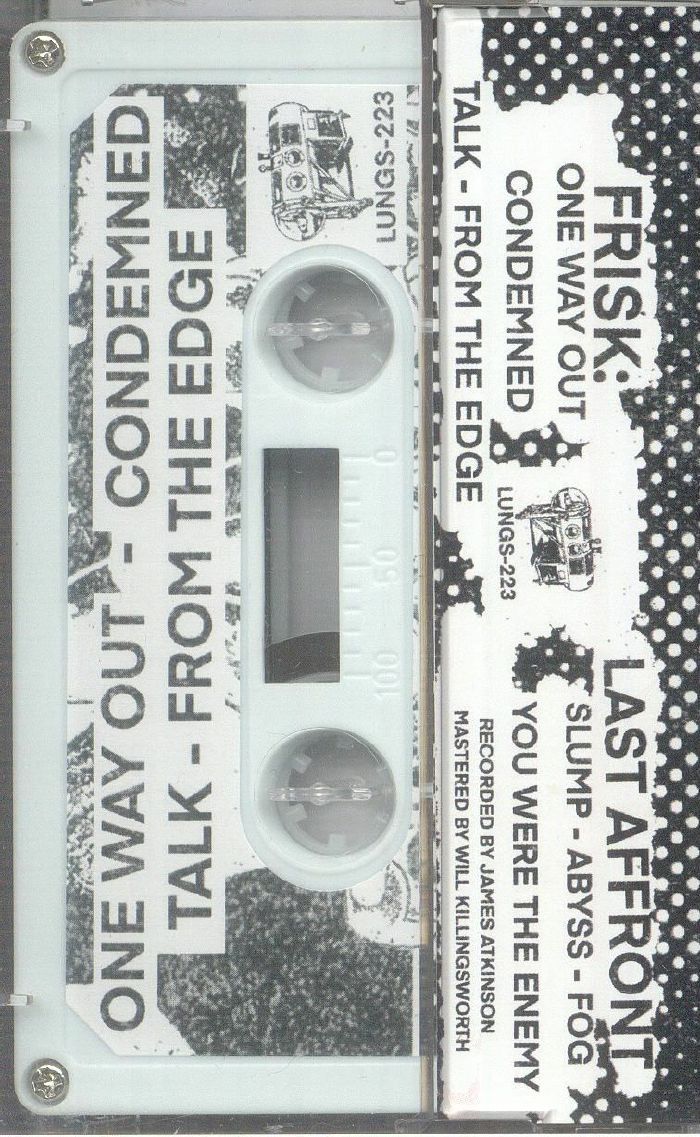 ONE WAY OUT - CONDEMNED
TALK - FROM THE EDGE
LUNGS-223
0
50
100
FRISK:
ONE WAY OUT
CONDEMNED
TALK - FROM THE EDGE
LUNGS-223
LAST AFFRONT
SLUMP - ABYSS - FOG
YOU WERE THE ENEMY
RECORDED BY JAMES ATKINSON
MASTERED BY WILL KILLINGSWORTH